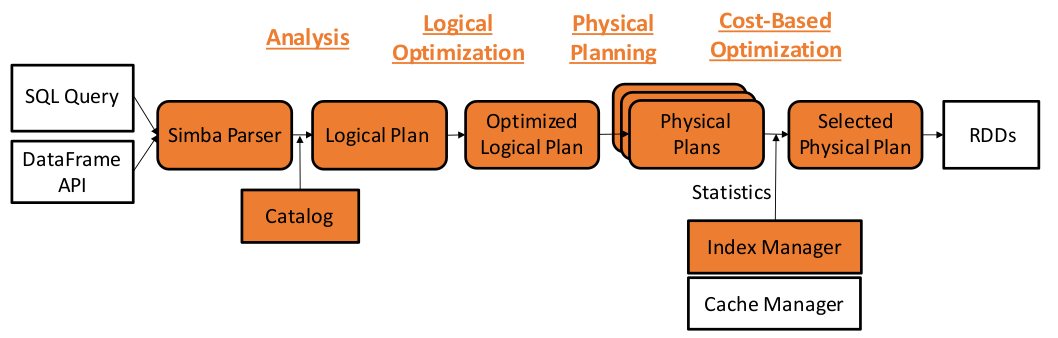 Analysis
Logical
Optimization
Physical
Planning
Cost-Based
Optimization
SQL Query
DataFrame
API
Simba Parser
Logical Plan
Optimized
Logical Plan
Physical
Plans
Selected
Physical Plan
RDDs
Catalog
Statistics
Index Manager
Cache Manager